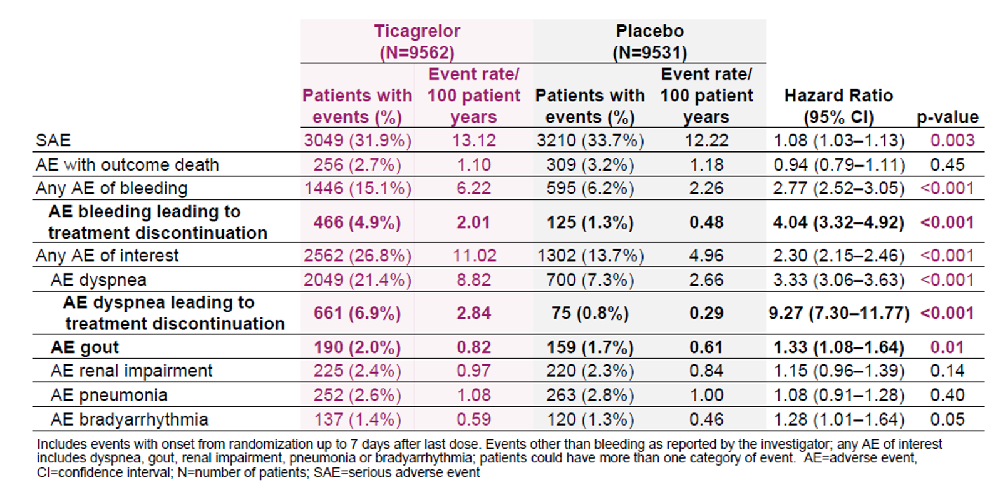 Ticagrelor Placebo
(N=9562) (N=9531)
Event rate/ Event rate/
Patients with 100 patient Patients with 100 patient Hazard Ratio
events (%) years events (%) years (95% CI) p-value
SAE 3049 (31.9%) 13.12 3210 (33.7%) 12.22 1.08 (1.03–1.13) 0.003
AE with outcome death 256 (2.7%) 1.10 309 (3.2%) 1.18 0.94 (0.79–1.11) 0.45
Any AE of bleeding 1446 (15.1%) 6.22 595 (6.2%) 2.26 2.77 (2.52–3.05) <0.001
AE bleeding leading to
treatment discontinuation 466 (4.9%) 2.01 125 (1.3%) 0.48 4.04 (3.32–4.92) <0.001
Any AE of interest 2562 (26.8%) 11.02 1302 (13.7%) 4.96 2.30 (2.15–2.46) <0.001
AE dyspnea 2049 (21.4%) 8.82 700 (7.3%) 2.66 3.33 (3.06–3.63) <0.001
AE dyspnea leading to
treatment discontinuation 661 (6.9%) 2.84 75 (0.8%) 0.29 9.27 (7.30–11.77) <0.001
AE gout 190 (2.0%) 0.82 159 (1.7%) 0.61 1.33 (1.08–1.64) 0.01
AE renal impairment 225 (2.4%) 0.97 220 (2.3%) 0.84 1.15 (0.96–1.39) 0.14
AE pneumonia 252 (2.6%) 1.08 263 (2.8%) 1.00 1.08 (0.91–1.28) 0.40
AE bradyarrhythmia 137 (1.4%) 0.59 120 (1.3%) 0.46 1.28 (1.01–1.64) 0.05
Includes events with onset from randomization up to 7 days after last dose. Events other than bleeding as reported by the investigator; any AE of interest
includes dyspnea, gout, renal impairment, pneumonia or bradyagrrhythmia; patients could have more than one category of event. AE=adverse event,
CI=confidence interval; N=number of patients; SAE=serious adverse event